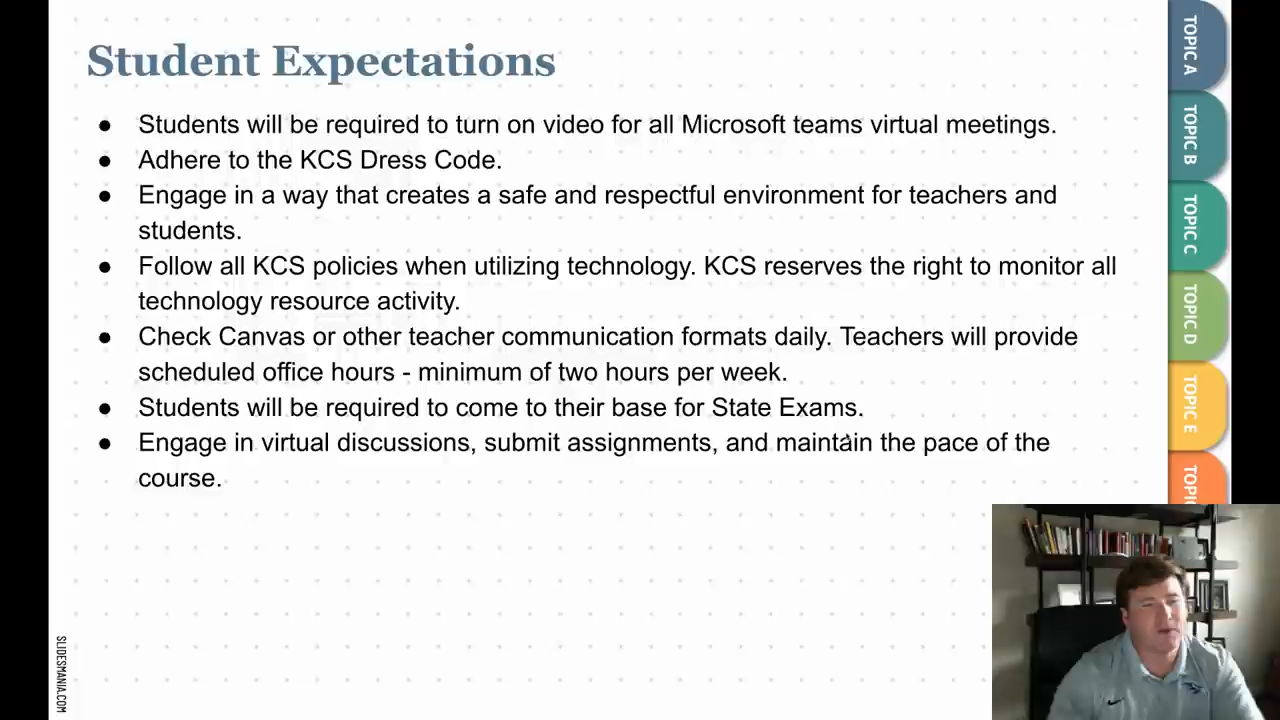 Student Expectations
● Students will be required to turn on video for all Microsoft teams virtual meetings.
● Adhere to the KCS Dress Code.
● Engage in a way that creates a safe and respectful environment for teachers and
students.
● Follow all KCS policies when utilizing technology. KCS reserves the right to monitor all
technology resource activity.
● Check Canvas or other teacher communication formats daily. Teachers will provide
scheduled office hours - minimum of two hours per week.
● Students will be required to come to their base for State Exams.
● Engage in virtual discussions, submit assignments, and maintain the pace of the
course.
TOPIC A
TOPIC B
TOPIC C
TOPIC D
TOPIC E
TOPIC
SLIDESMANIA.COM